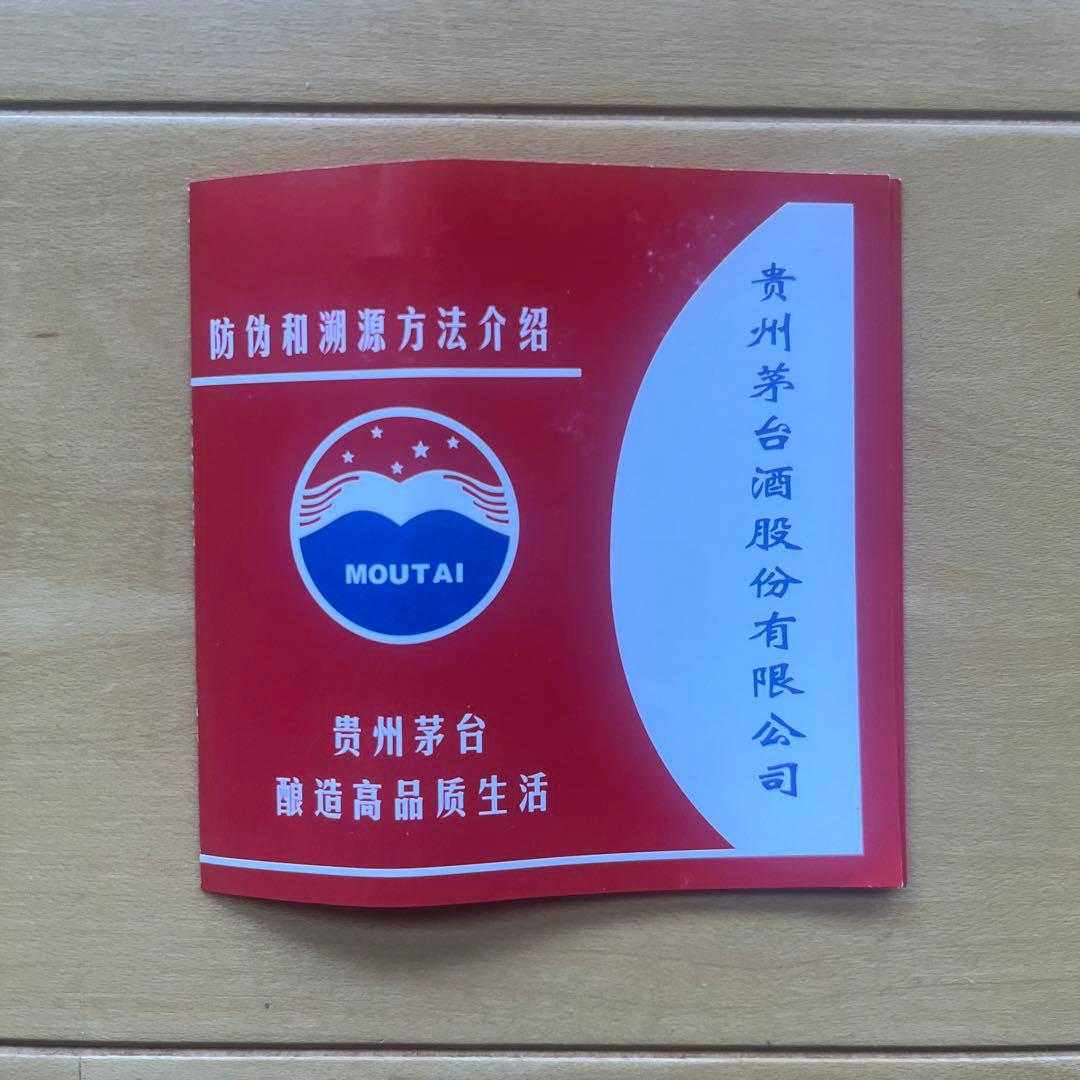 防伪和溯源方法介绍
MOUTAI
贵州茅台
酿造高品质生活
贵州茅台酒股份有限公司